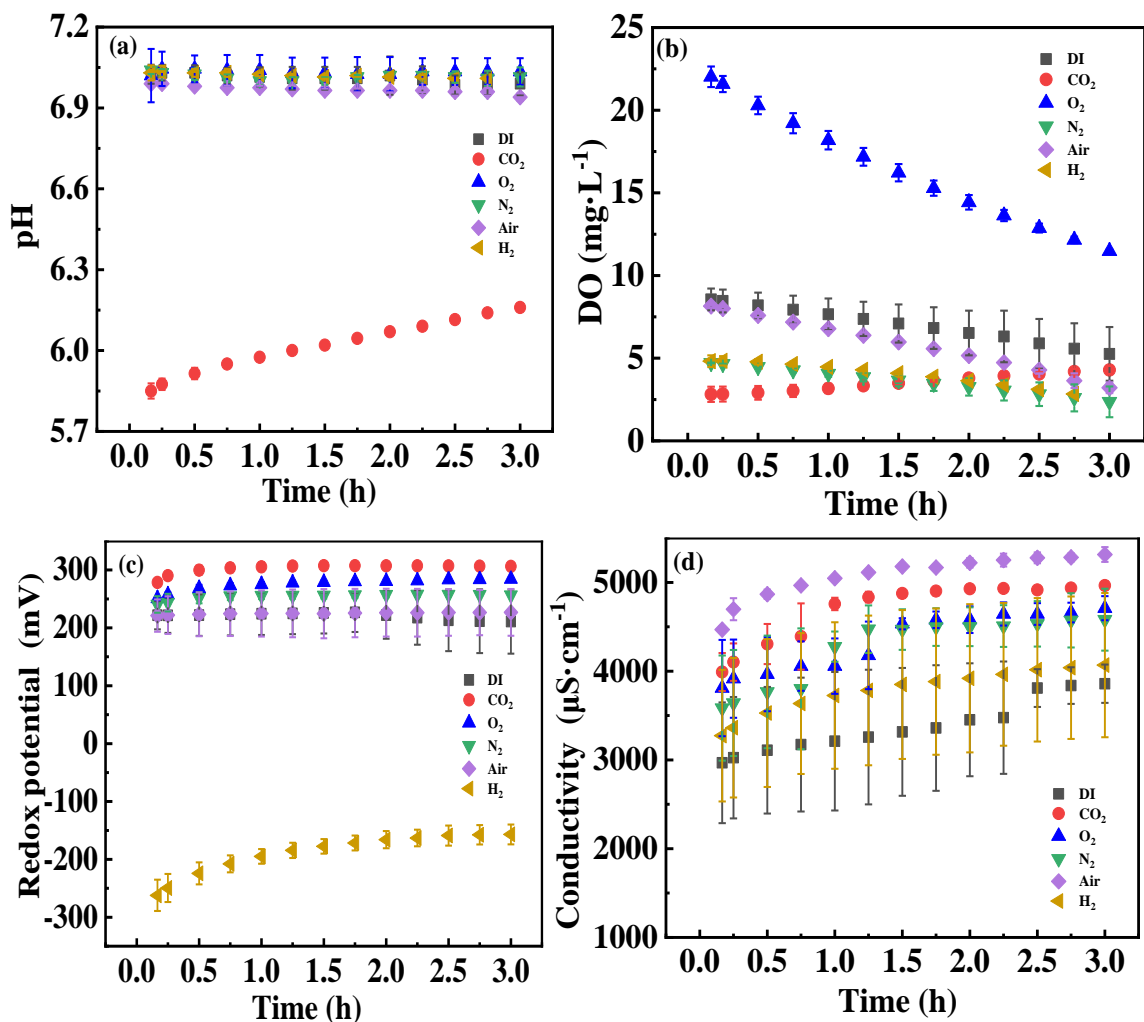 (a)
7.2
6.9
6.6
6.3
6.0
5.7
pH
DI
CO₂
O₂
N₂
Air
H₂
0.0 0.5 1.0 1.5 2.0 2.5 3.0
Time (h)
(b)
25
20
15
10
5
0
DO (mg·L⁻¹)
DI
CO₂
O₂
N₂
Air
H₂
0.0 0.5 1.0 1.5 2.0 2.5 3.0
Time (h)
(c)
300
200
100
0
-100
-200
-300
Redox potential (mV)
DI
CO₂
O₂
N₂
Air
H₂
0.0 0.5 1.0 1.5 2.0 2.5 3.0
Time (h)
(d)
5000
4000
3000
2000
1000
Conductivity (μS·cm⁻¹)
DI
CO₂
O₂
N₂
Air
H₂
0.0 0.5 1.0 1.5 2.0 2.5 3.0
Time (h)